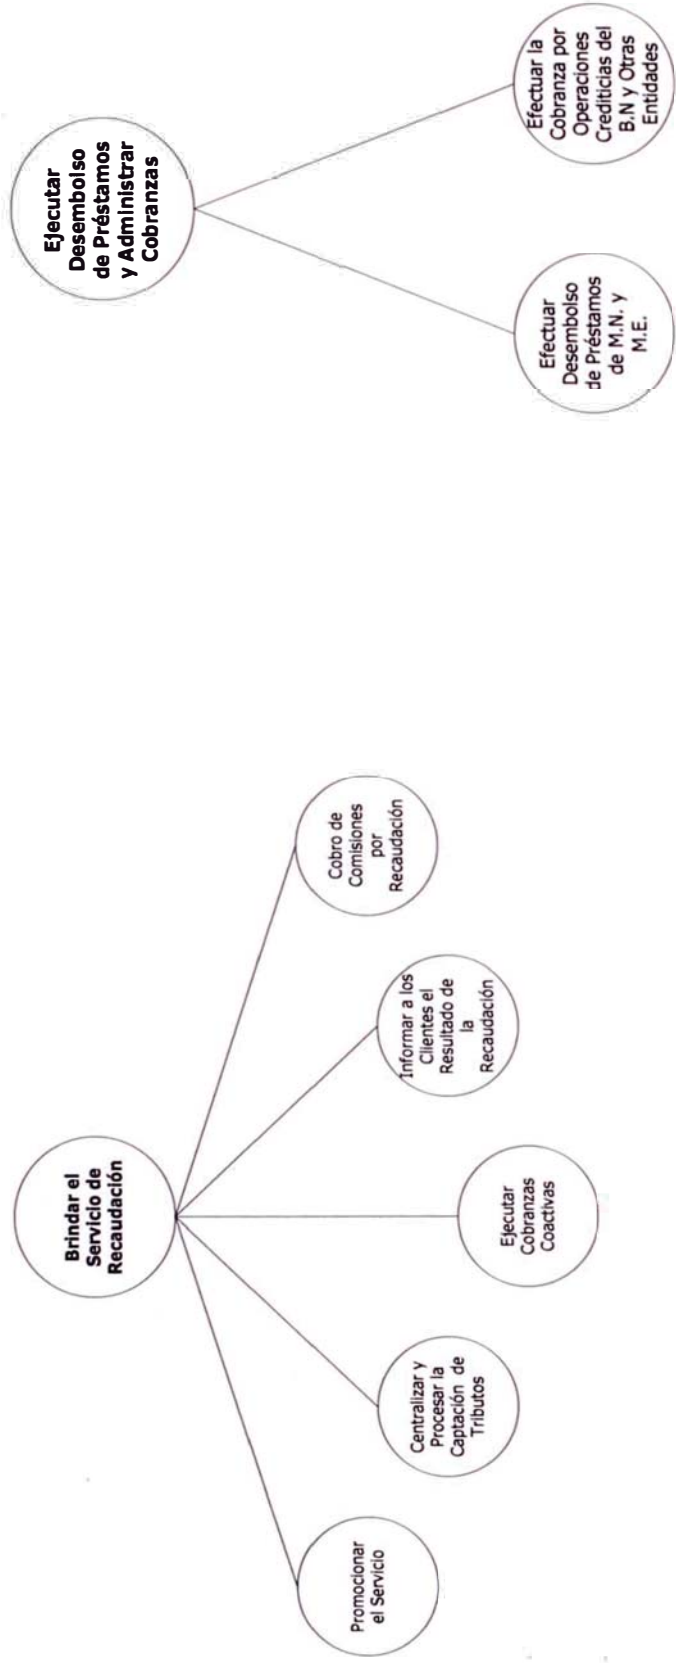 Brindar el
Servicio de
Recaudación
Promocionar
el Servicio
Centralizar y
Procesar la
Captación de
Tributos
Ejecutar
Cobranzas
Coactivas
Informar a los
Clientes el
Resultado de
la
Recaudación
Cobro de
Comisiones
por
Recaudación
Ejecutar
Desembolso
de Préstamos
y Administrar
Cobranzas
Efectuar
Desembolso
de Préstamos
de M.N. y
M.E.
Efectuar la
Cobranza por
Operaciones
Crediticias del
B.N y Otras
Entidades